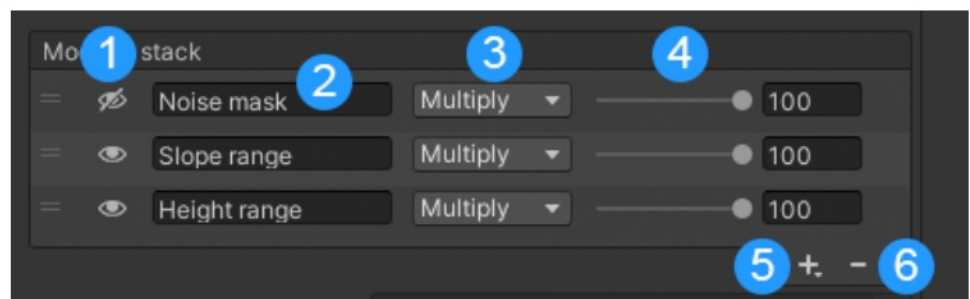 Mo 1 stack
2 3 4
Noise mask Multiply 100
Slope range Multiply 100
Height range Multiply 100
5 + - 6